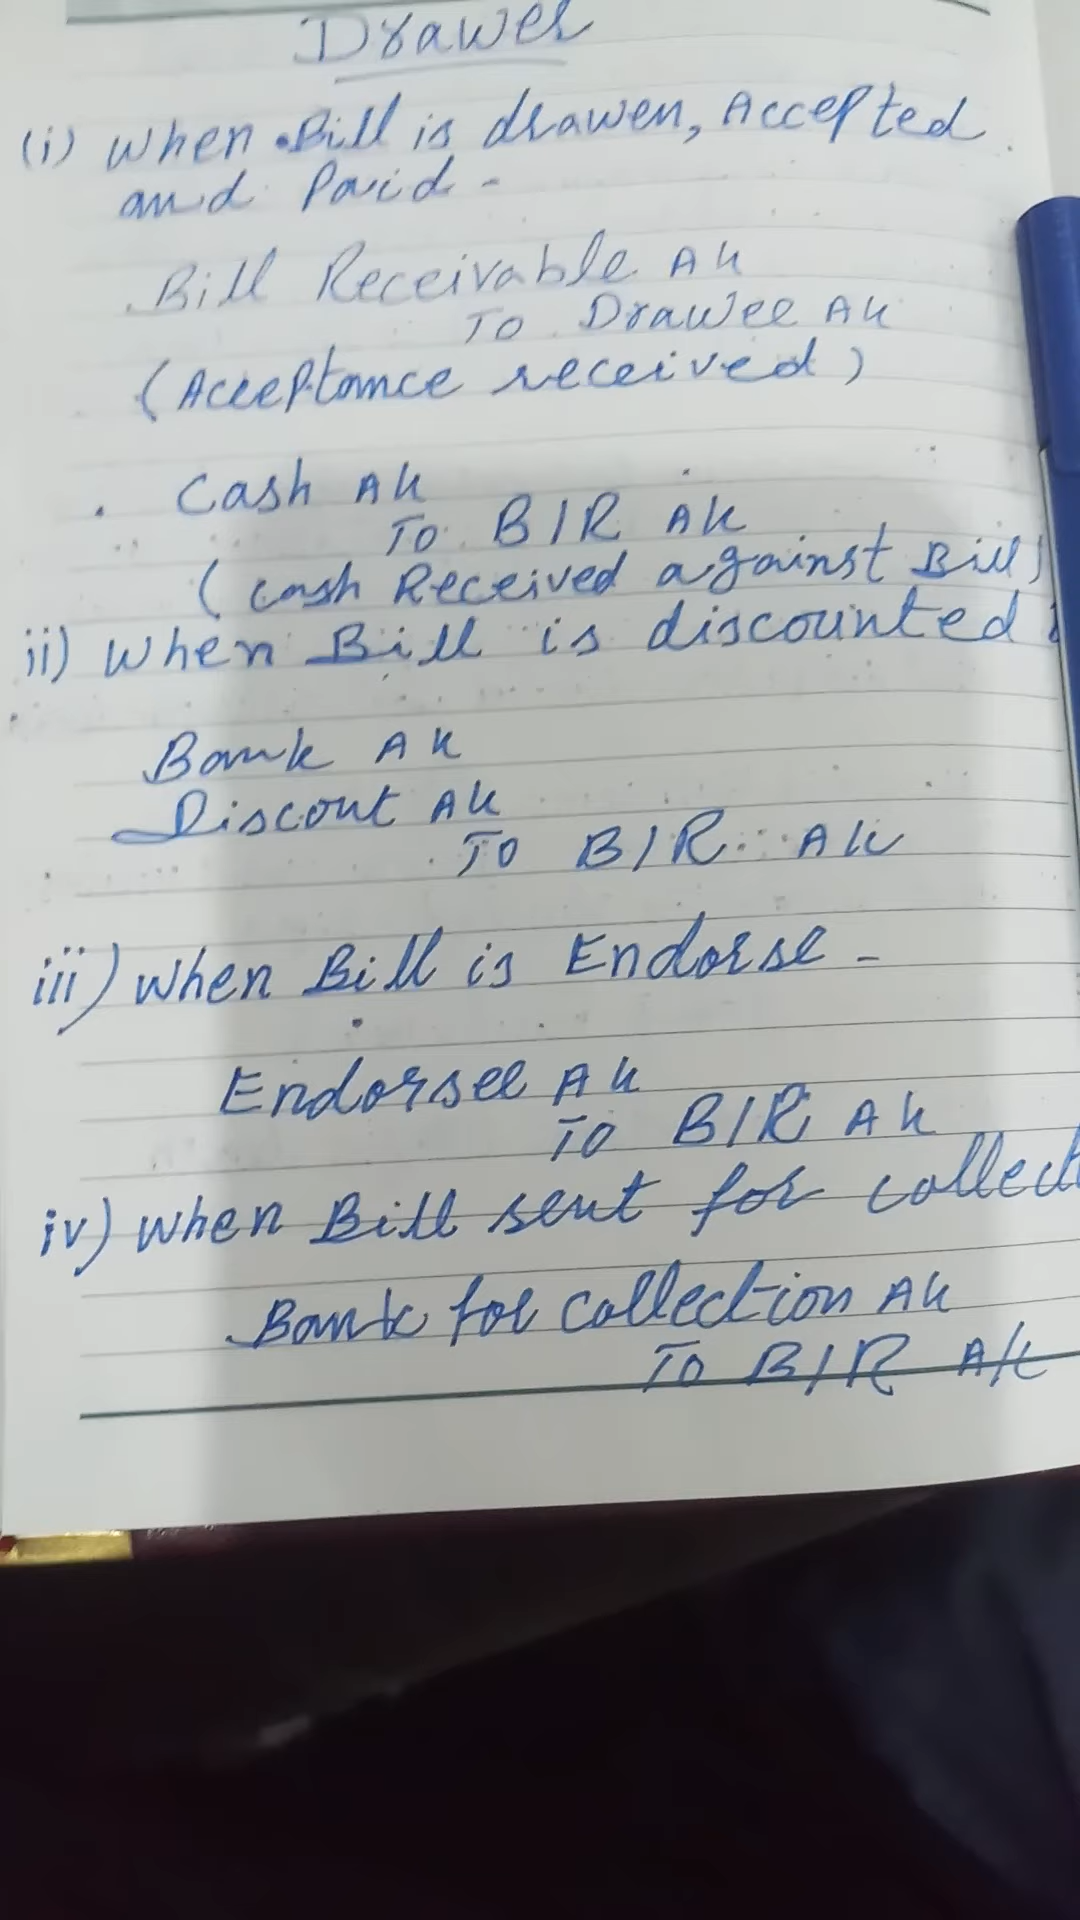 Drawer
(i) When Bill is drawen, Accepted
and Paid -
Bill Receivable A/c
To Drawee A/c
(Acceptance received)
Cash A/c
To B/R A/c
(cash Received against Bill)
ii) When Bill is discounted
Bank A/c
Discout A/c
To B/R A/c
iii) When Bill is Endorse -
Endorsee A/c
To B/R A/c
iv) When Bill sent for collect
Bank for collection A/c
To B/R A/c